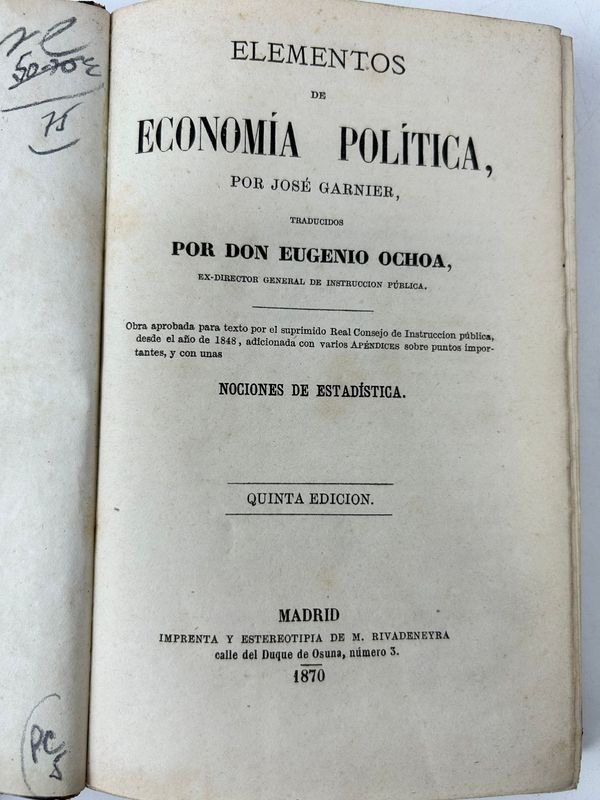 ELEMENTOS
DE
ECONOMÍA POLÍTICA,
POR JOSÉ GARNIER,
TRADUCIDOS
POR DON EUGENIO OCHOA,
EX-DIRECTOR GENERAL DE INSTRUCCION PÚBLICA.
Obra aprobada para texto por el suprimido Real Consejo de Instruccion pública,
desde el año de 1848, adicionada con varios APÉNDICES sobre puntos impor-
tantes, y con unas
NOCIONES DE ESTADÍSTICA.
QUINTA EDICION.
MADRID
IMPRENTA Y ESTEREOTIPIA DE M. RIVADENEYRA
calle del Duque de Osuna, número 3.
1870
75
PC
5